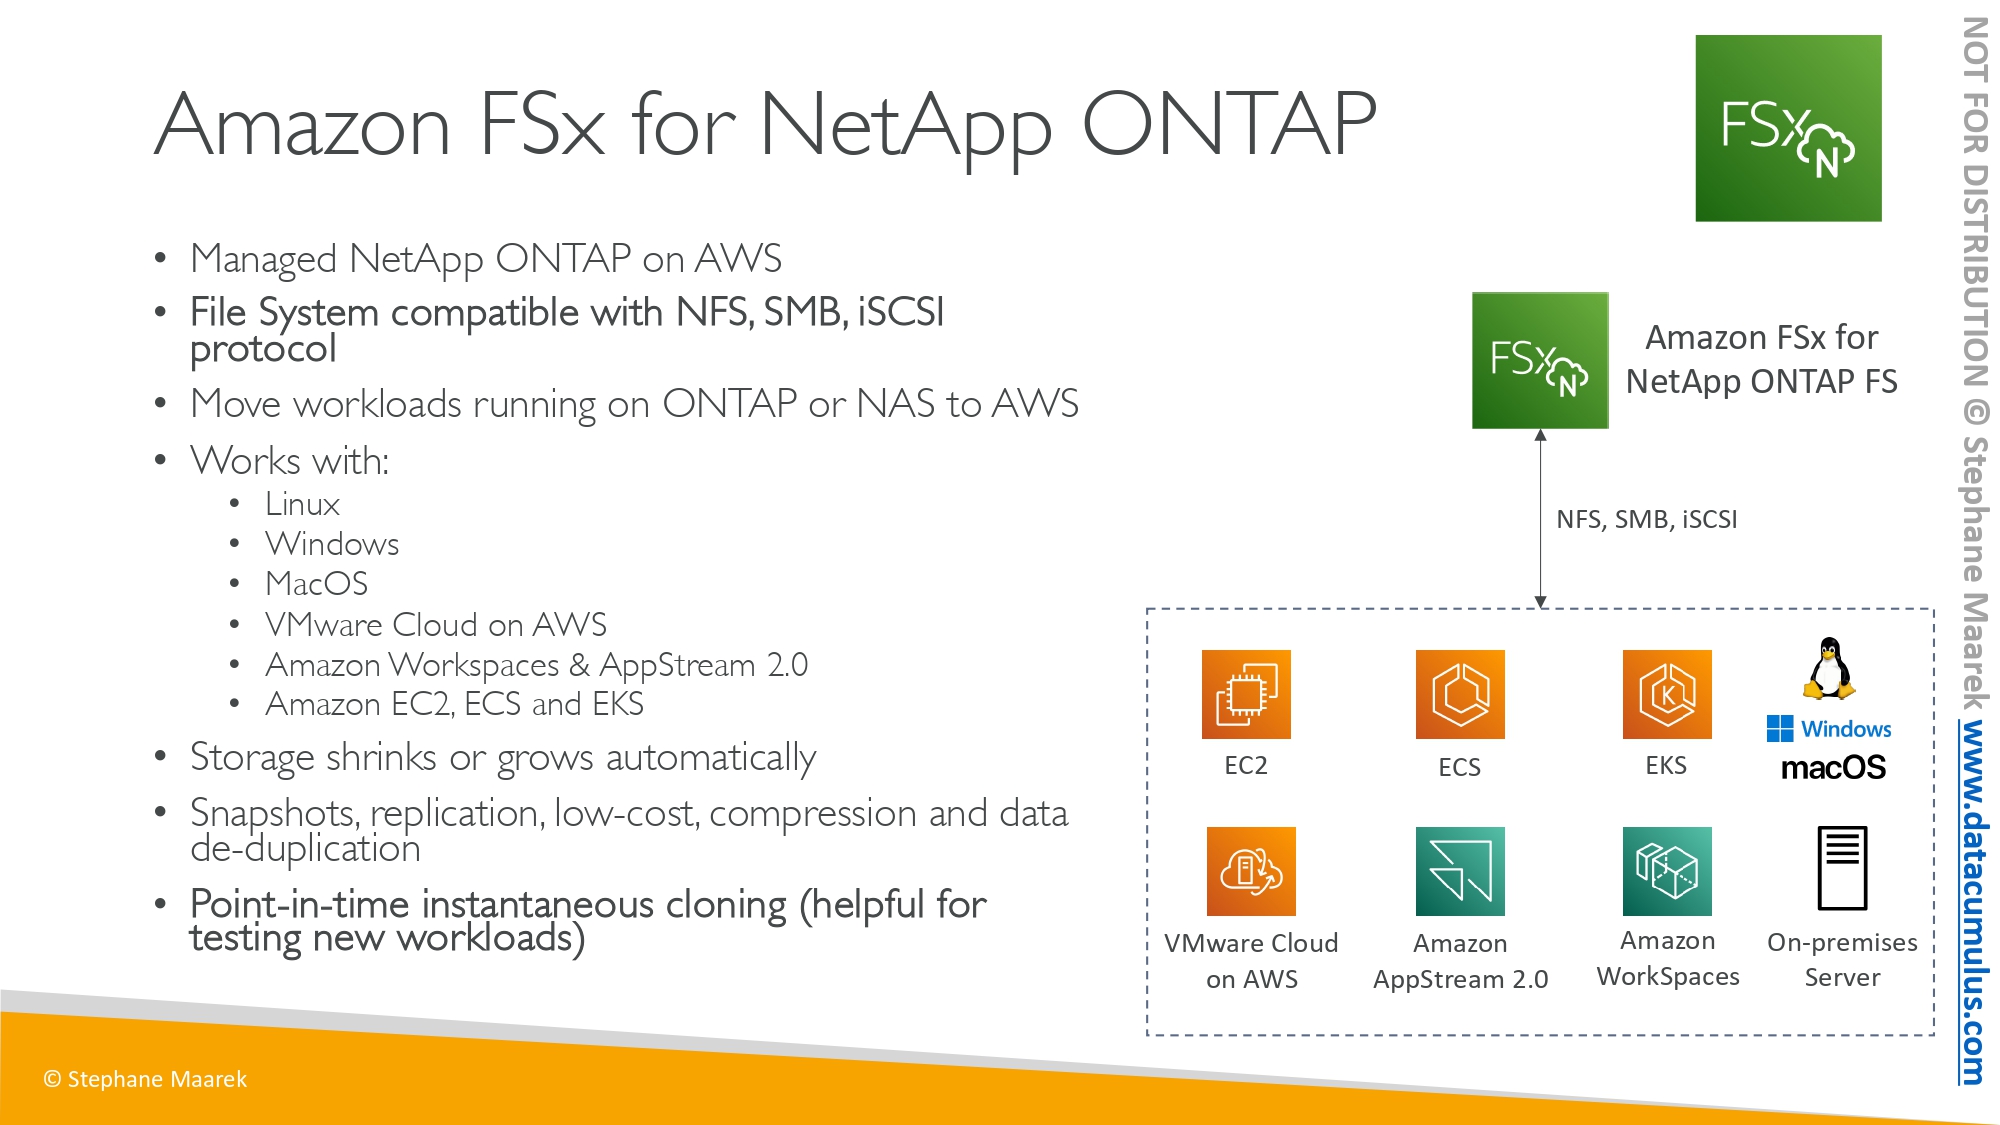 Amazon FSx for NetApp ONTAP
FSx
N
• Managed NetApp ONTAP on AWS
• File System compatible with NFS, SMB, iSCSI
protocol
• Move workloads running on ONTAP or NAS to AWS
• Works with:
• Linux
• Windows
• MacOS
• VMware Cloud on AWS
• Amazon Workspaces & AppStream 2.0
• Amazon EC2, ECS and EKS
• Storage shrinks or grows automatically
• Snapshots, replication, low-cost, compression and data
de-duplication
• Point-in-time instantaneous cloning (helpful for
testing new workloads)
FSx
N
Amazon FSx for
NetApp ONTAP FS
NFS, SMB, iSCSI
EC2
ECS
K
EKS
Windows
macOS
VMware Cloud
on AWS
Amazon
AppStream 2.0
Amazon
WorkSpaces
On-premises
Server
© Stephane Maarek
NOT FOR DISTRIBUTION © Stephane Maarek www.datacumulus.com